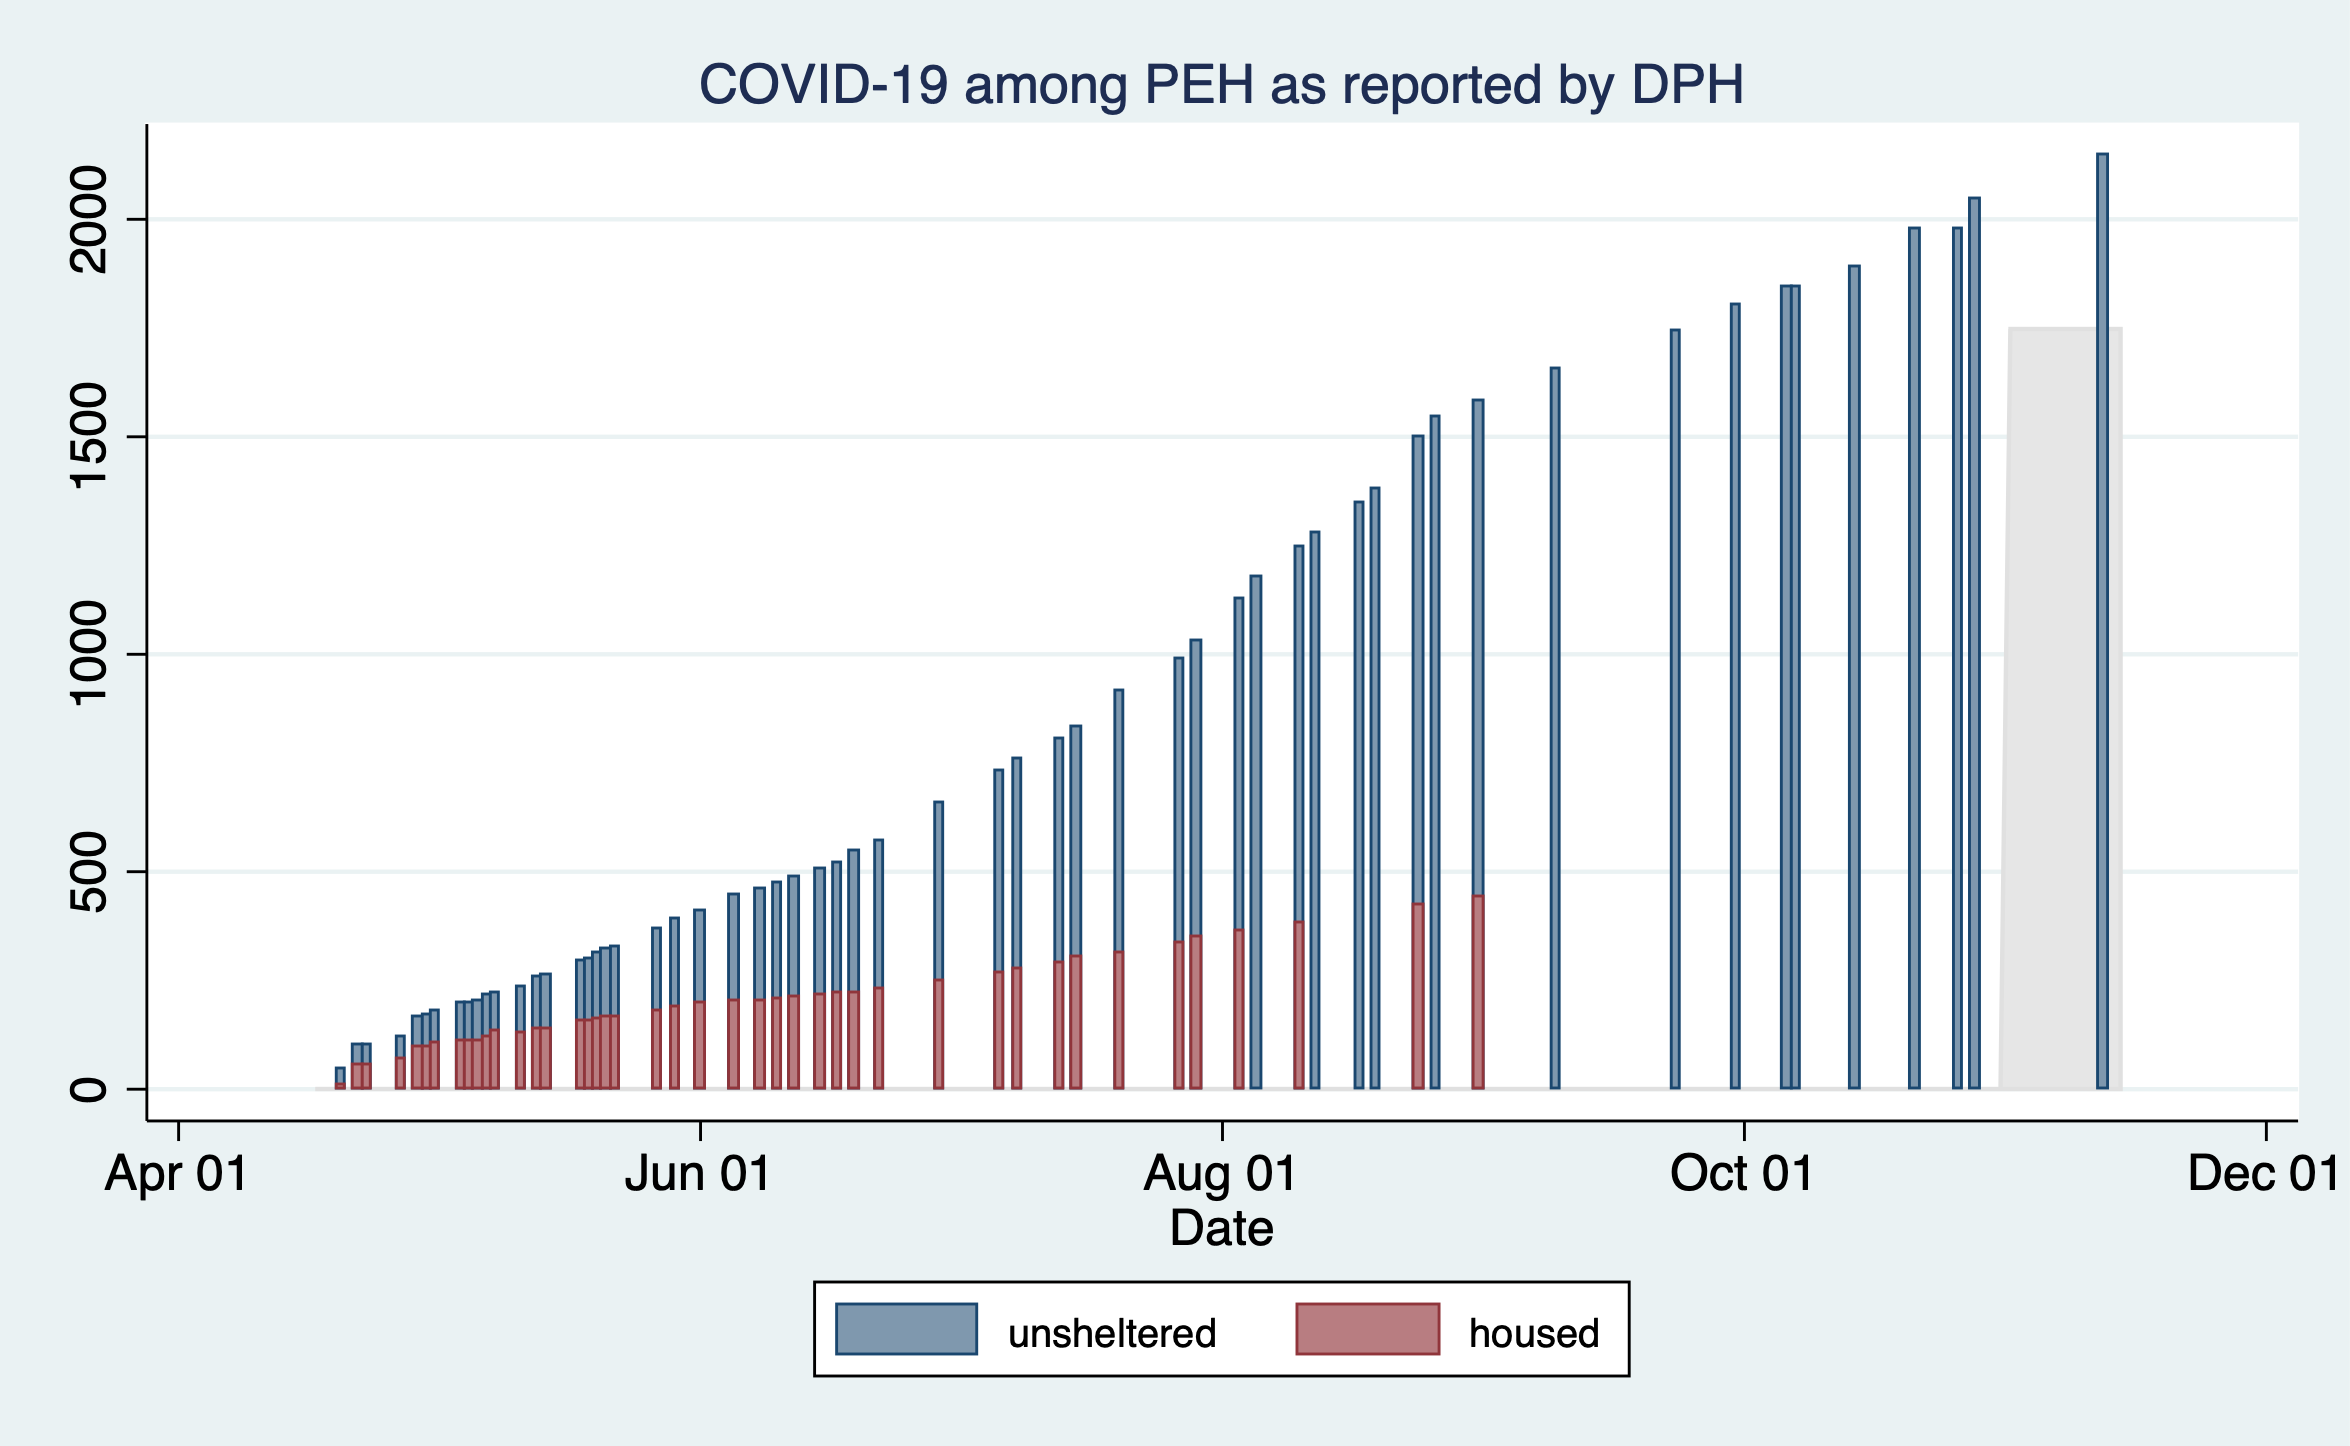 COVID-19 among PEH as reported by DPH
2000
1500
1000
500
0
Apr 01 Jun 01 Aug 01 Oct 01 Dec 01
Date
unsheltered housed